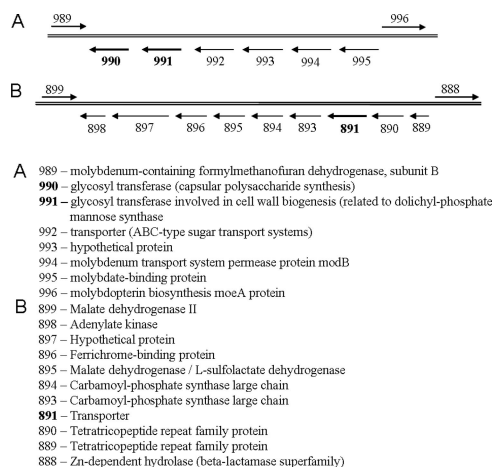 A
989
996
990 991 992 993 994 995
B
899
888
898 897 896 895 894 893 891 890 889
A
989 – molybdenum-containing formylmethanofuran dehydrogenase, subunit B
990 – glycosyl transferase (capsular polysaccharide synthesis)
991 – glycosyl transferase involved in cell wall biogenesis (related to dolichyl-phosphate
mannose synthase
992 – transporter (ABC-type sugar transport systems)
993 – hypothetical protein
994 – molybdenum transport system permease protein modB
995 – molybdate-binding protein
996 – molybdopterin biosynthesis moeA protein
B
899 – Malate dehydrogenase II
898 – Adenylate kinase
897 – Hypothetical protein
896 – Ferrichrome-binding protein
895 – Malate dehydrogenase / L-sulfolactate dehydrogenase
894 – Carbamoyl-phosphate synthase large chain
893 – Carbamoyl-phosphate synthase large chain
891 – Transporter
890 – Tetratricopeptide repeat family protein
889 – Tetratricopeptide repeat family protein
888 – Zn-dependent hydrolase (beta-lactamase superfamily)